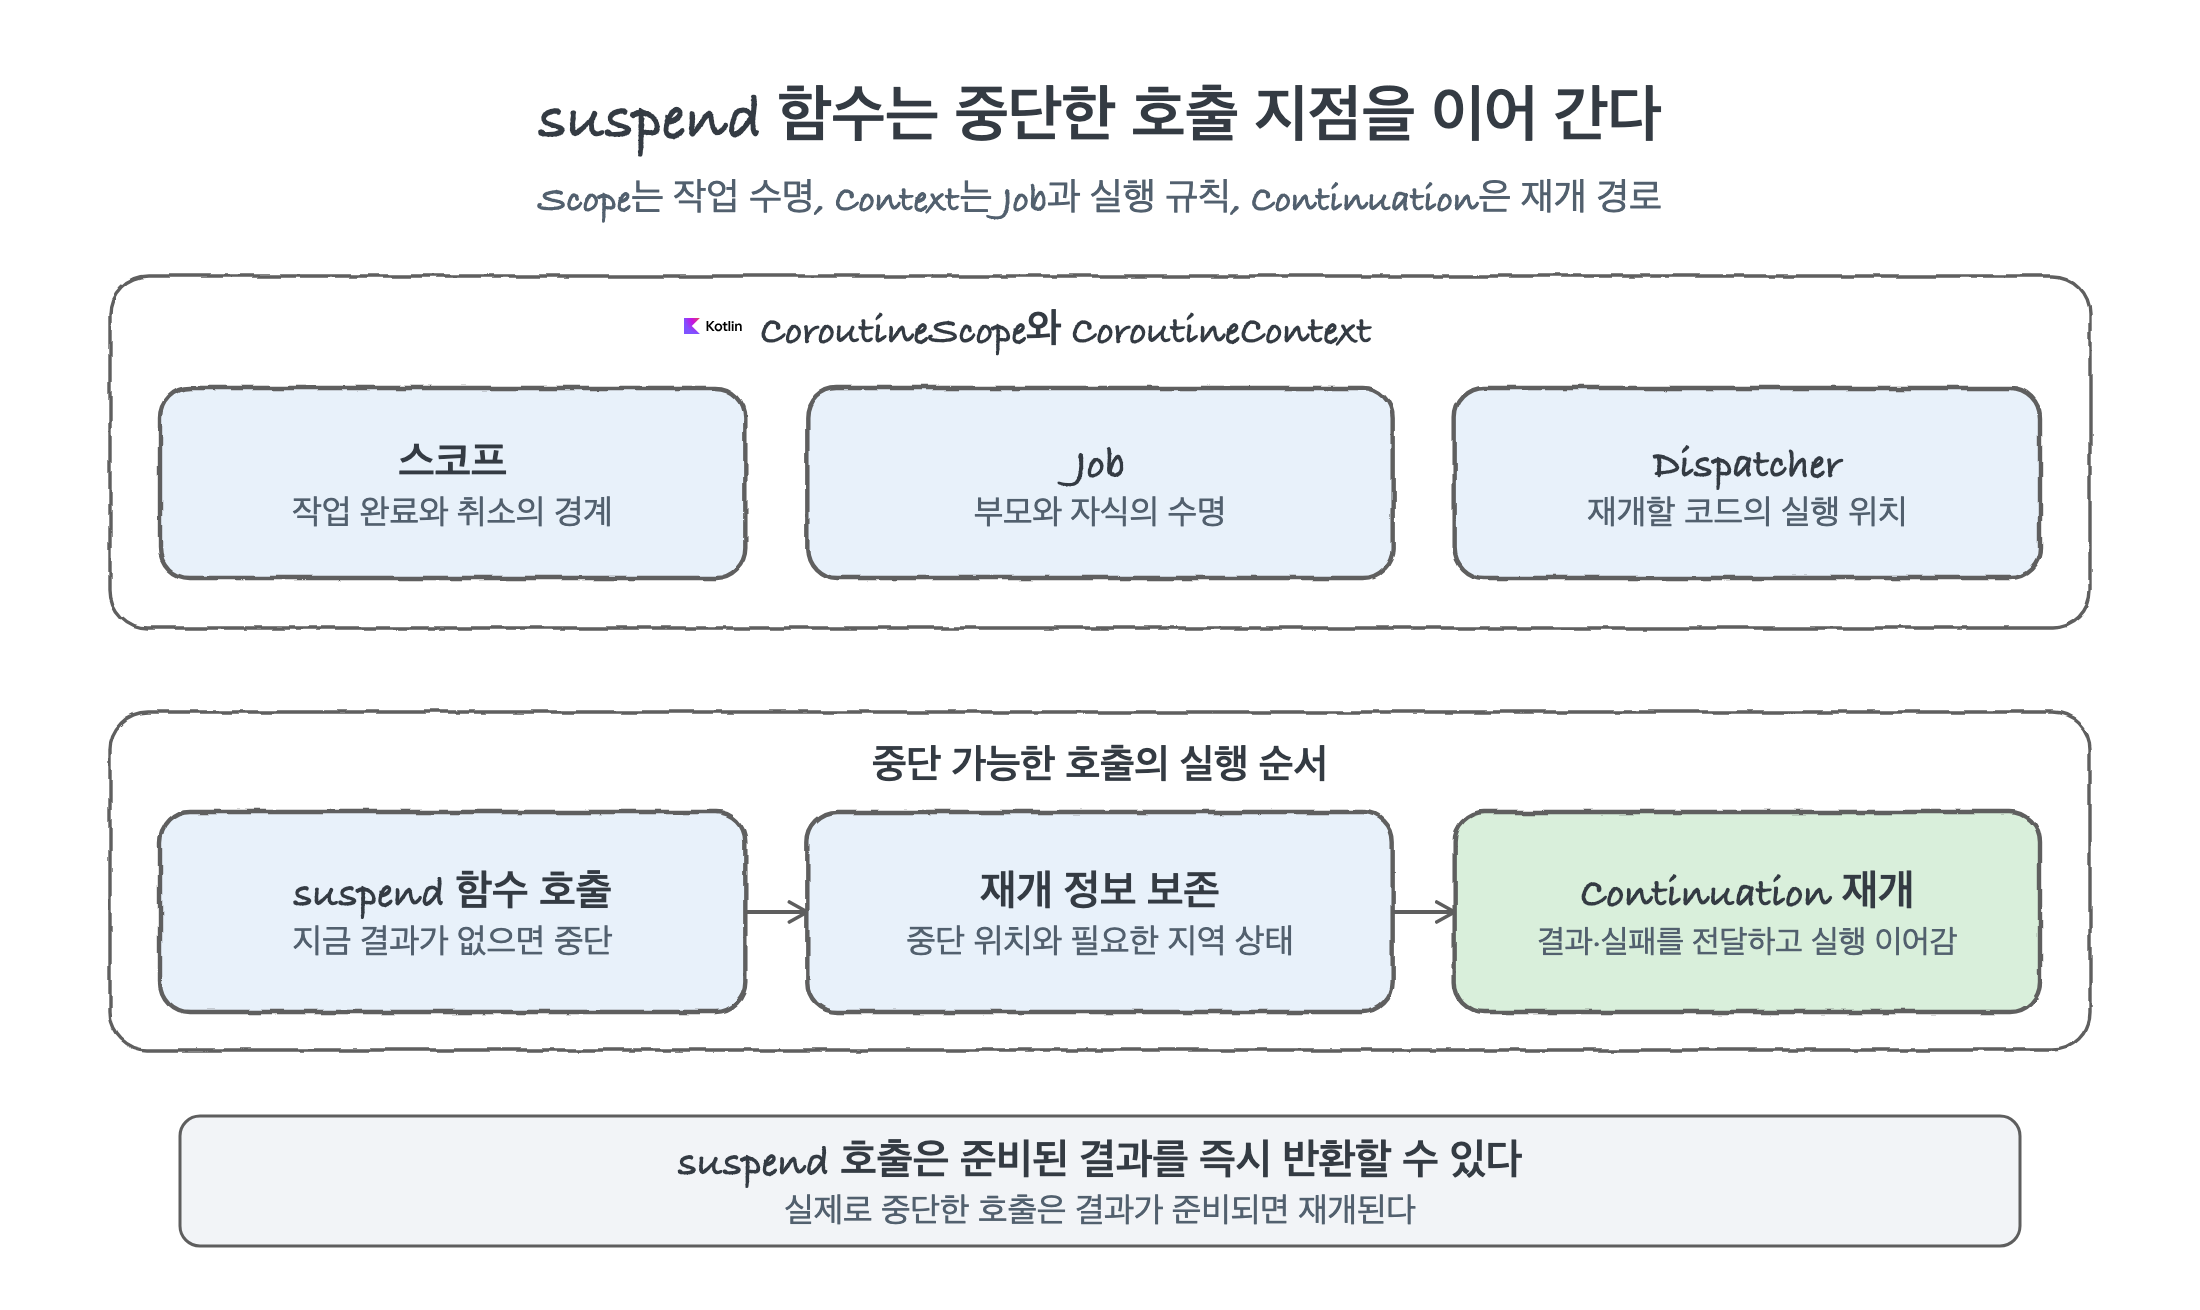 suspend 함수는 중단한 호출 지점을 이어 간다
Scope는 작업 수명, Context는 Job과 실행 규칙, Continuation은 재개 경로
Kotlin CoroutineScope와 CoroutineContext
스코프
작업 완료와 취소의 경계
Job
부모와 자식의 수명
Dispatcher
재개할 코드의 실행 위치
중단 가능한 호출의 실행 순서
suspend 함수 호출
지금 결과가 없으면 중단
재개 정보 보존
중단 위치와 필요한 지역 상태
Continuation 재개
결과·실패를 전달하고 실행 이어감
suspend 호출은 준비된 결과를 즉시 반환할 수 있다
실제로 중단한 호출은 결과가 준비되면 재개된다